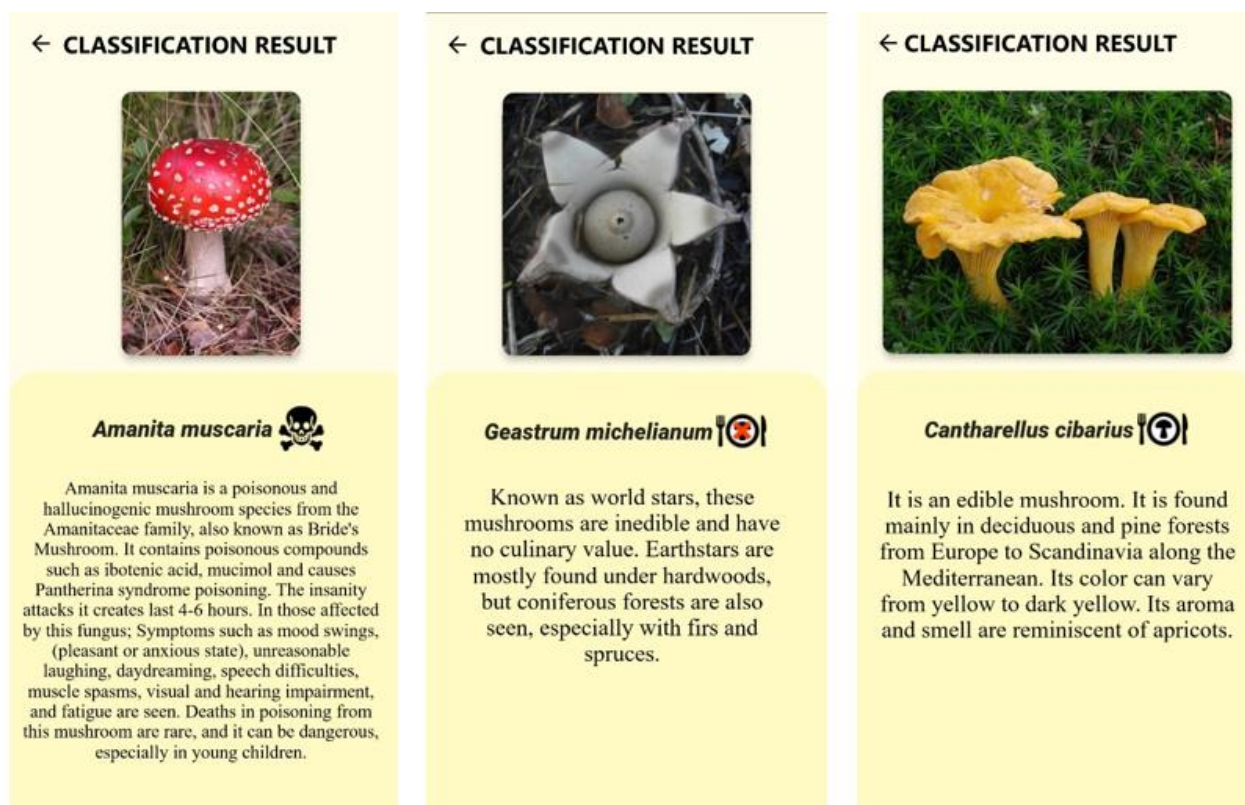 ← CLASSIFICATION RESULT
Amanita muscaria
Amanita muscaria is a poisonous and
hallucinogenic mushroom species from the
Amanitaceae family, also known as Bride's
Mushroom. It contains poisonous compounds
such as ibotenic acid, mucimol and causes
Pantherina syndrome poisoning. The insanity
attacks it creates last 4-6 hours. In those affected
by this fungus; Symptoms such as mood swings,
(pleasant or anxious state), unreasonable
laughing, daydreaming, speech difficulties,
muscle spasms, visual and hearing impairment,
and fatigue are seen. Deaths in poisoning from
this mushroom are rare, and it can be dangerous,
especially in young children.
← CLASSIFICATION RESULT
Geastrum michelianum
Known as world stars, these
mushrooms are inedible and have
no culinary value. Earthstars are
mostly found under hardwoods,
but coniferous forests are also
seen, especially with firs and
spruces.
← CLASSIFICATION RESULT
Cantharellus cibarius
It is an edible mushroom. It is found
mainly in deciduous and pine forests
from Europe to Scandinavia along the
Mediterranean. Its color can vary
from yellow to dark yellow. Its aroma
and smell are reminiscent of apricots.